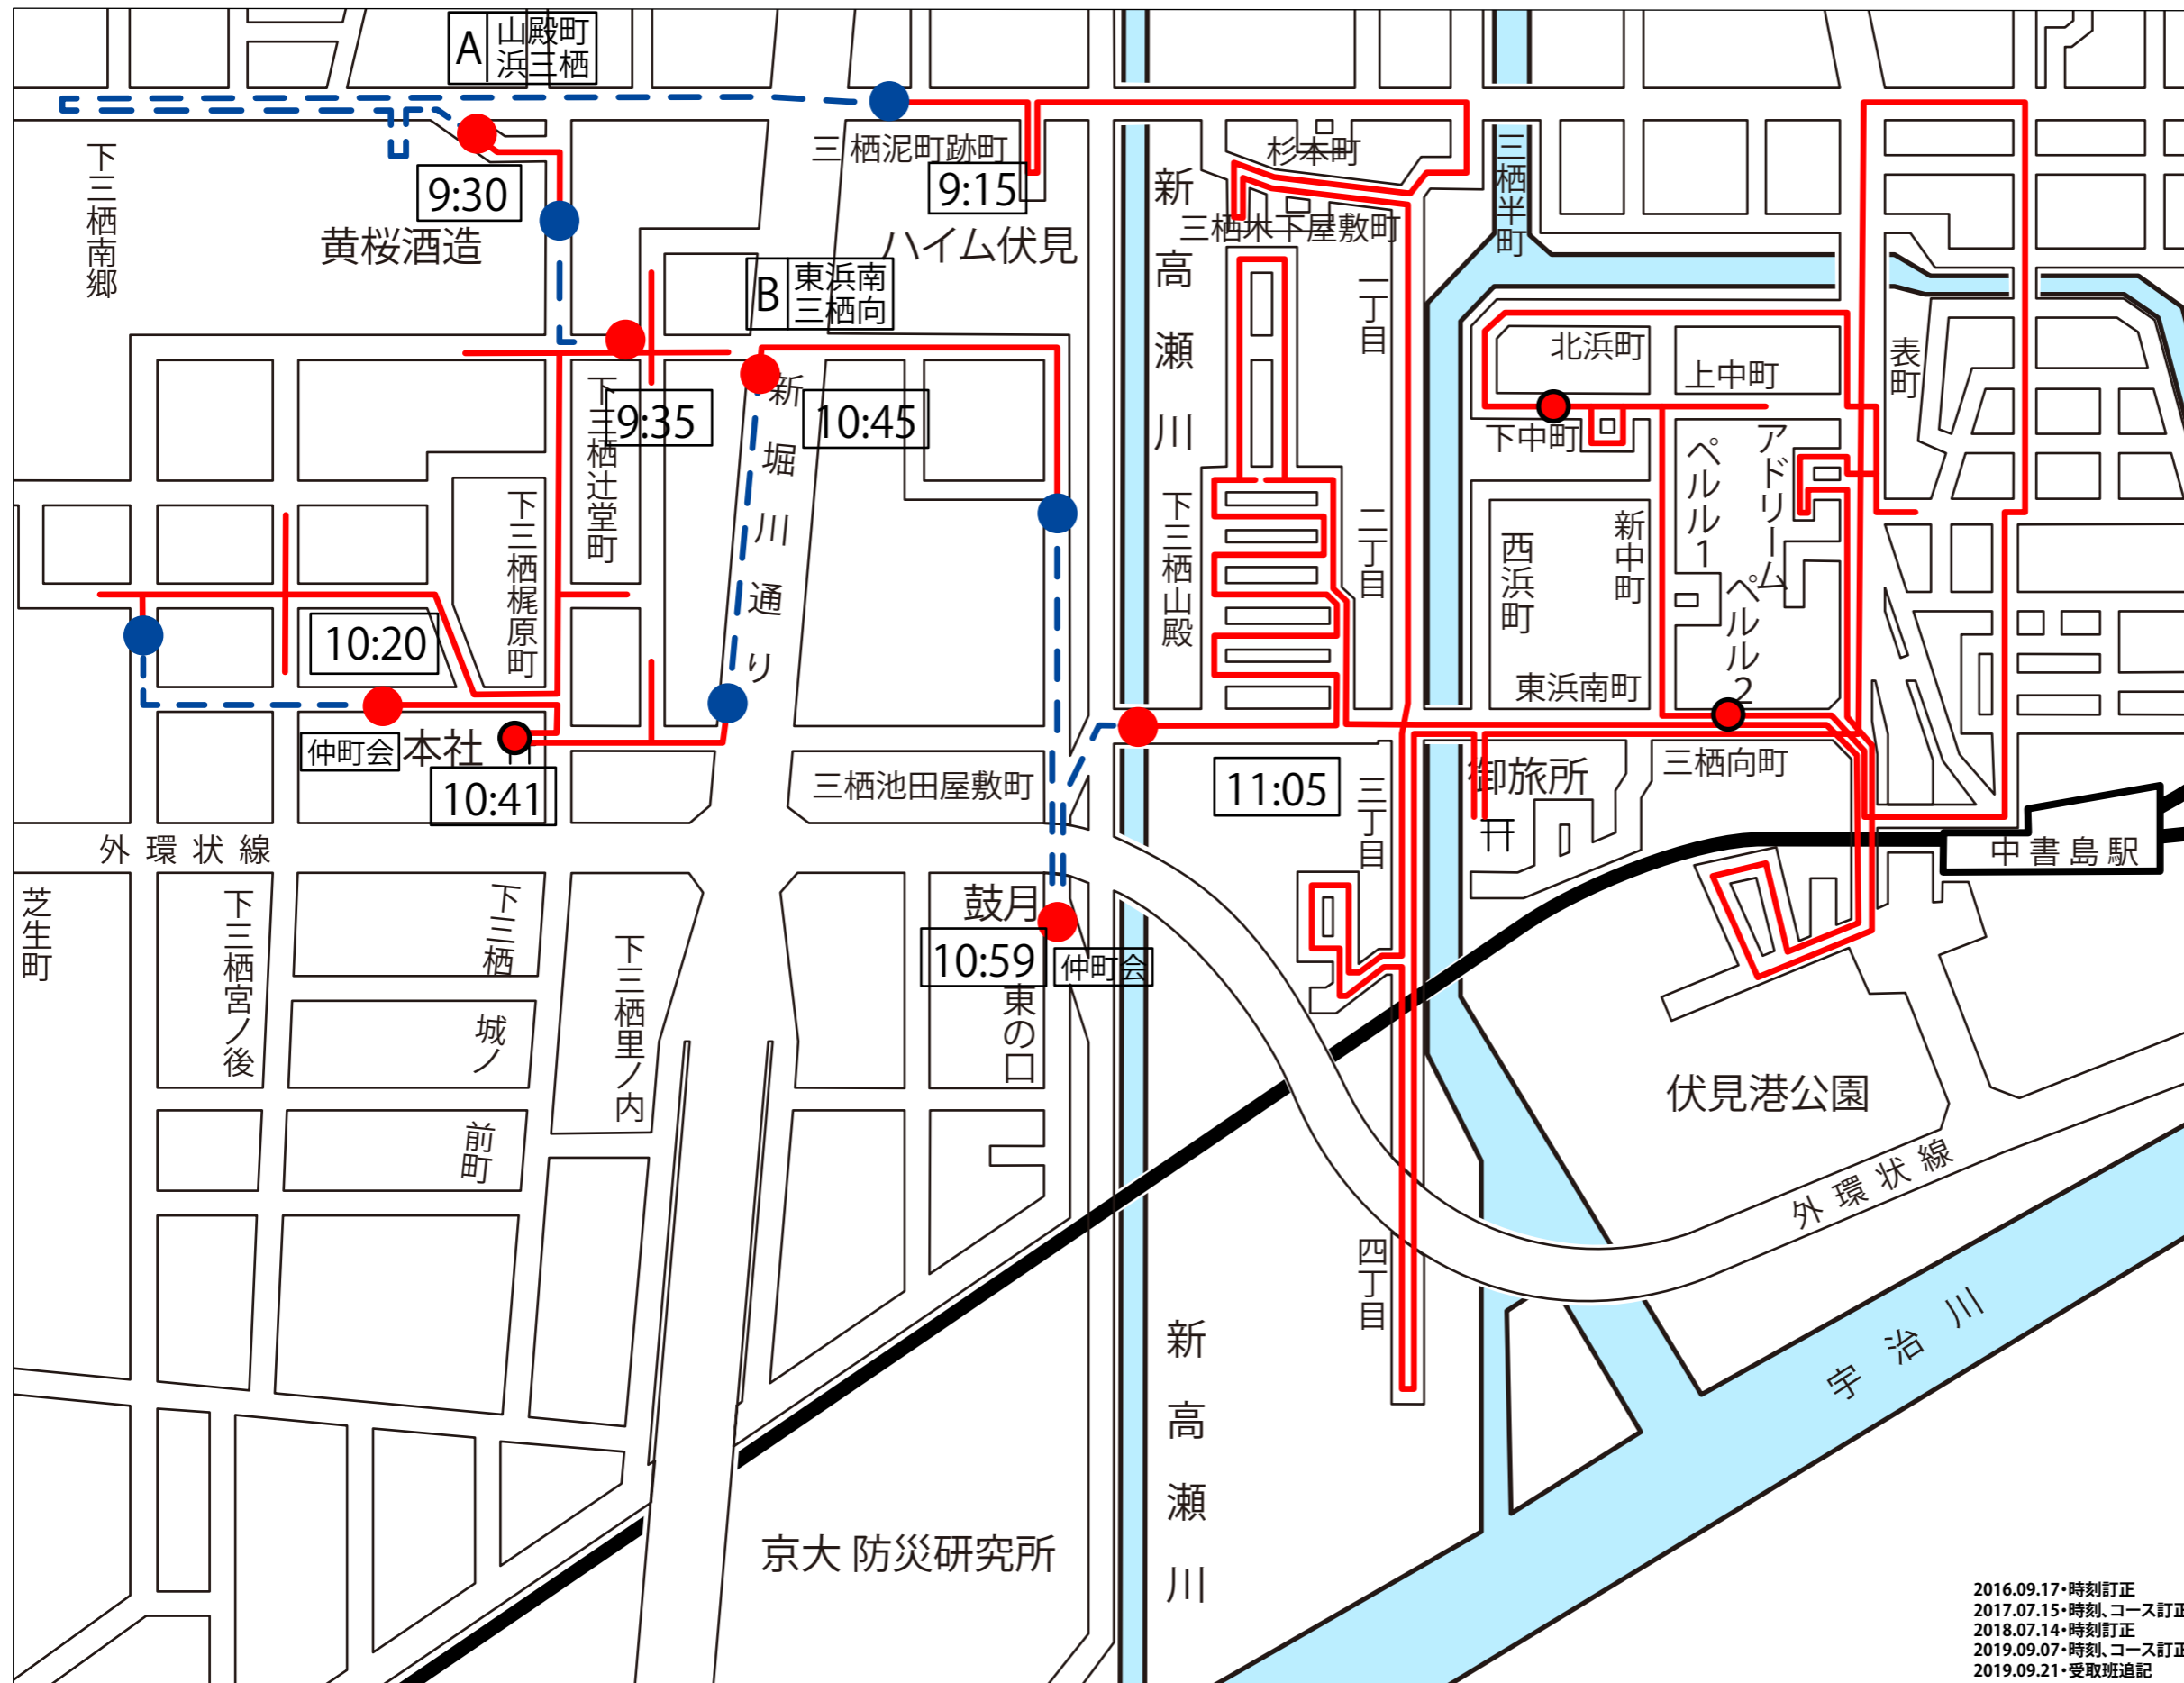 A
山殿町
浜三栖
三 栖泥町跡町
9:15
ハイム伏見
9:30
黄桜酒造
下三栖南郷
B
東浜南
三栖向
新高瀬川
杉本町
三栖木下屋敷町
三栖半町
一丁目
北浜町
上中町
下中町
表町
9:35
10:45
新堀川通り
下三栖辻堂町
下三栖梶原町
下三栖山殿
二丁目
西浜町
新中町
ペルル1
アドリーム
ペルル2
東浜南町
10:20
仲町会
本社
10:41
三栖池田屋敷町
11:05
三丁目
御旅所
三栖向町
中書島駅
外環状線
芝生町
下三栖宮ノ後
下三栖
城ノ
前町
下三栖里ノ内
鼓月
10:59
仲町会
東の口
伏見港公園
外環状線
四丁目
宇治川
新高瀬川
京大 防災研究所
2016.09.17・時刻訂正
2017.07.15・時刻、コース訂正
2018.07.14・時刻訂正
2019.09.07・時刻、コース訂正
2019.09.21・受取班追記